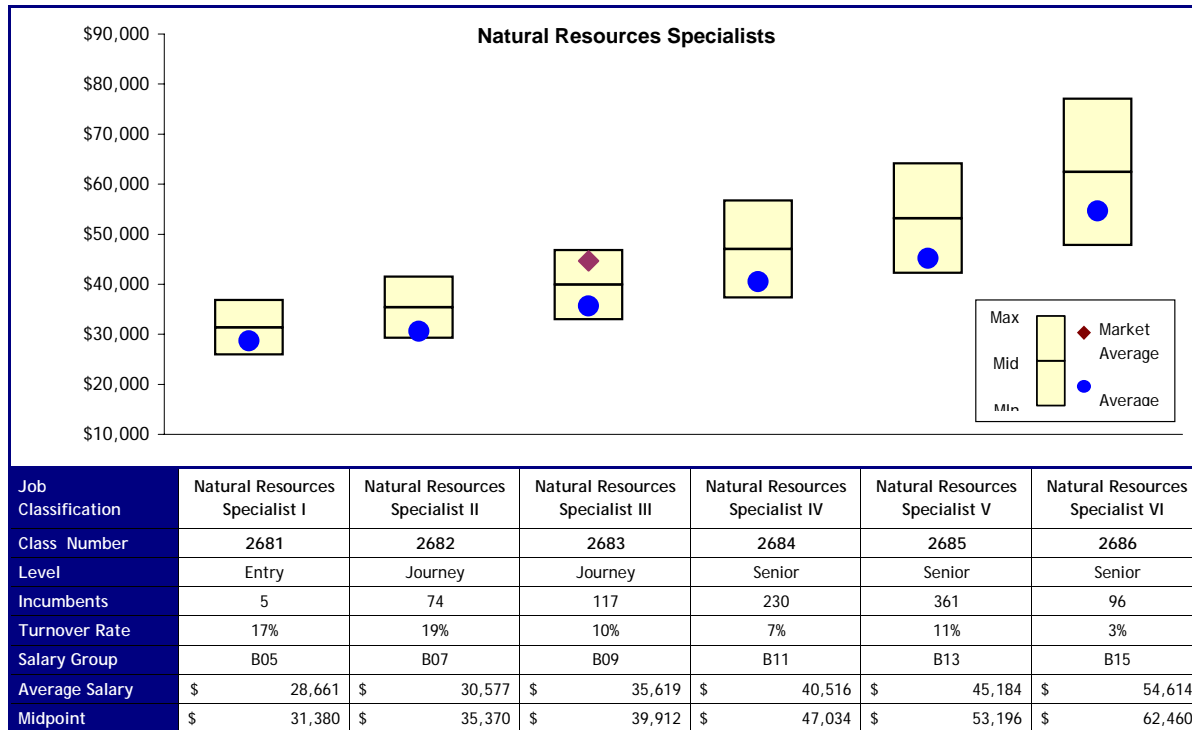 Natural Resources Specialists
$90,000
$80,000
$70,000
$60,000
$50,000
$40,000
$30,000
$20,000
$10,000
Max
Mid
MIn
Market
Average
Average
Job Classification Natural Resources Specialist I Natural Resources Specialist II Natural Resources Specialist III Natural Resources Specialist IV Natural Resources Specialist V Natural Resources Specialist VI
Class Number 2681 2682 2683 2684 2685 2686
Level Entry Journey Journey Senior Senior Senior
Incumbents 5 74 117 230 361 96
Turnover Rate 17% 19% 10% 7% 11% 3%
Salary Group B05 B07 B09 B11 B13 B15
Average Salary $ 28,661 $ 30,577 $ 35,619 $ 40,516 $ 45,184 $ 54,614
Midpoint $ 31,380 $ 35,370 $ 39,912 $ 47,034 $ 53,196 $ 62,460